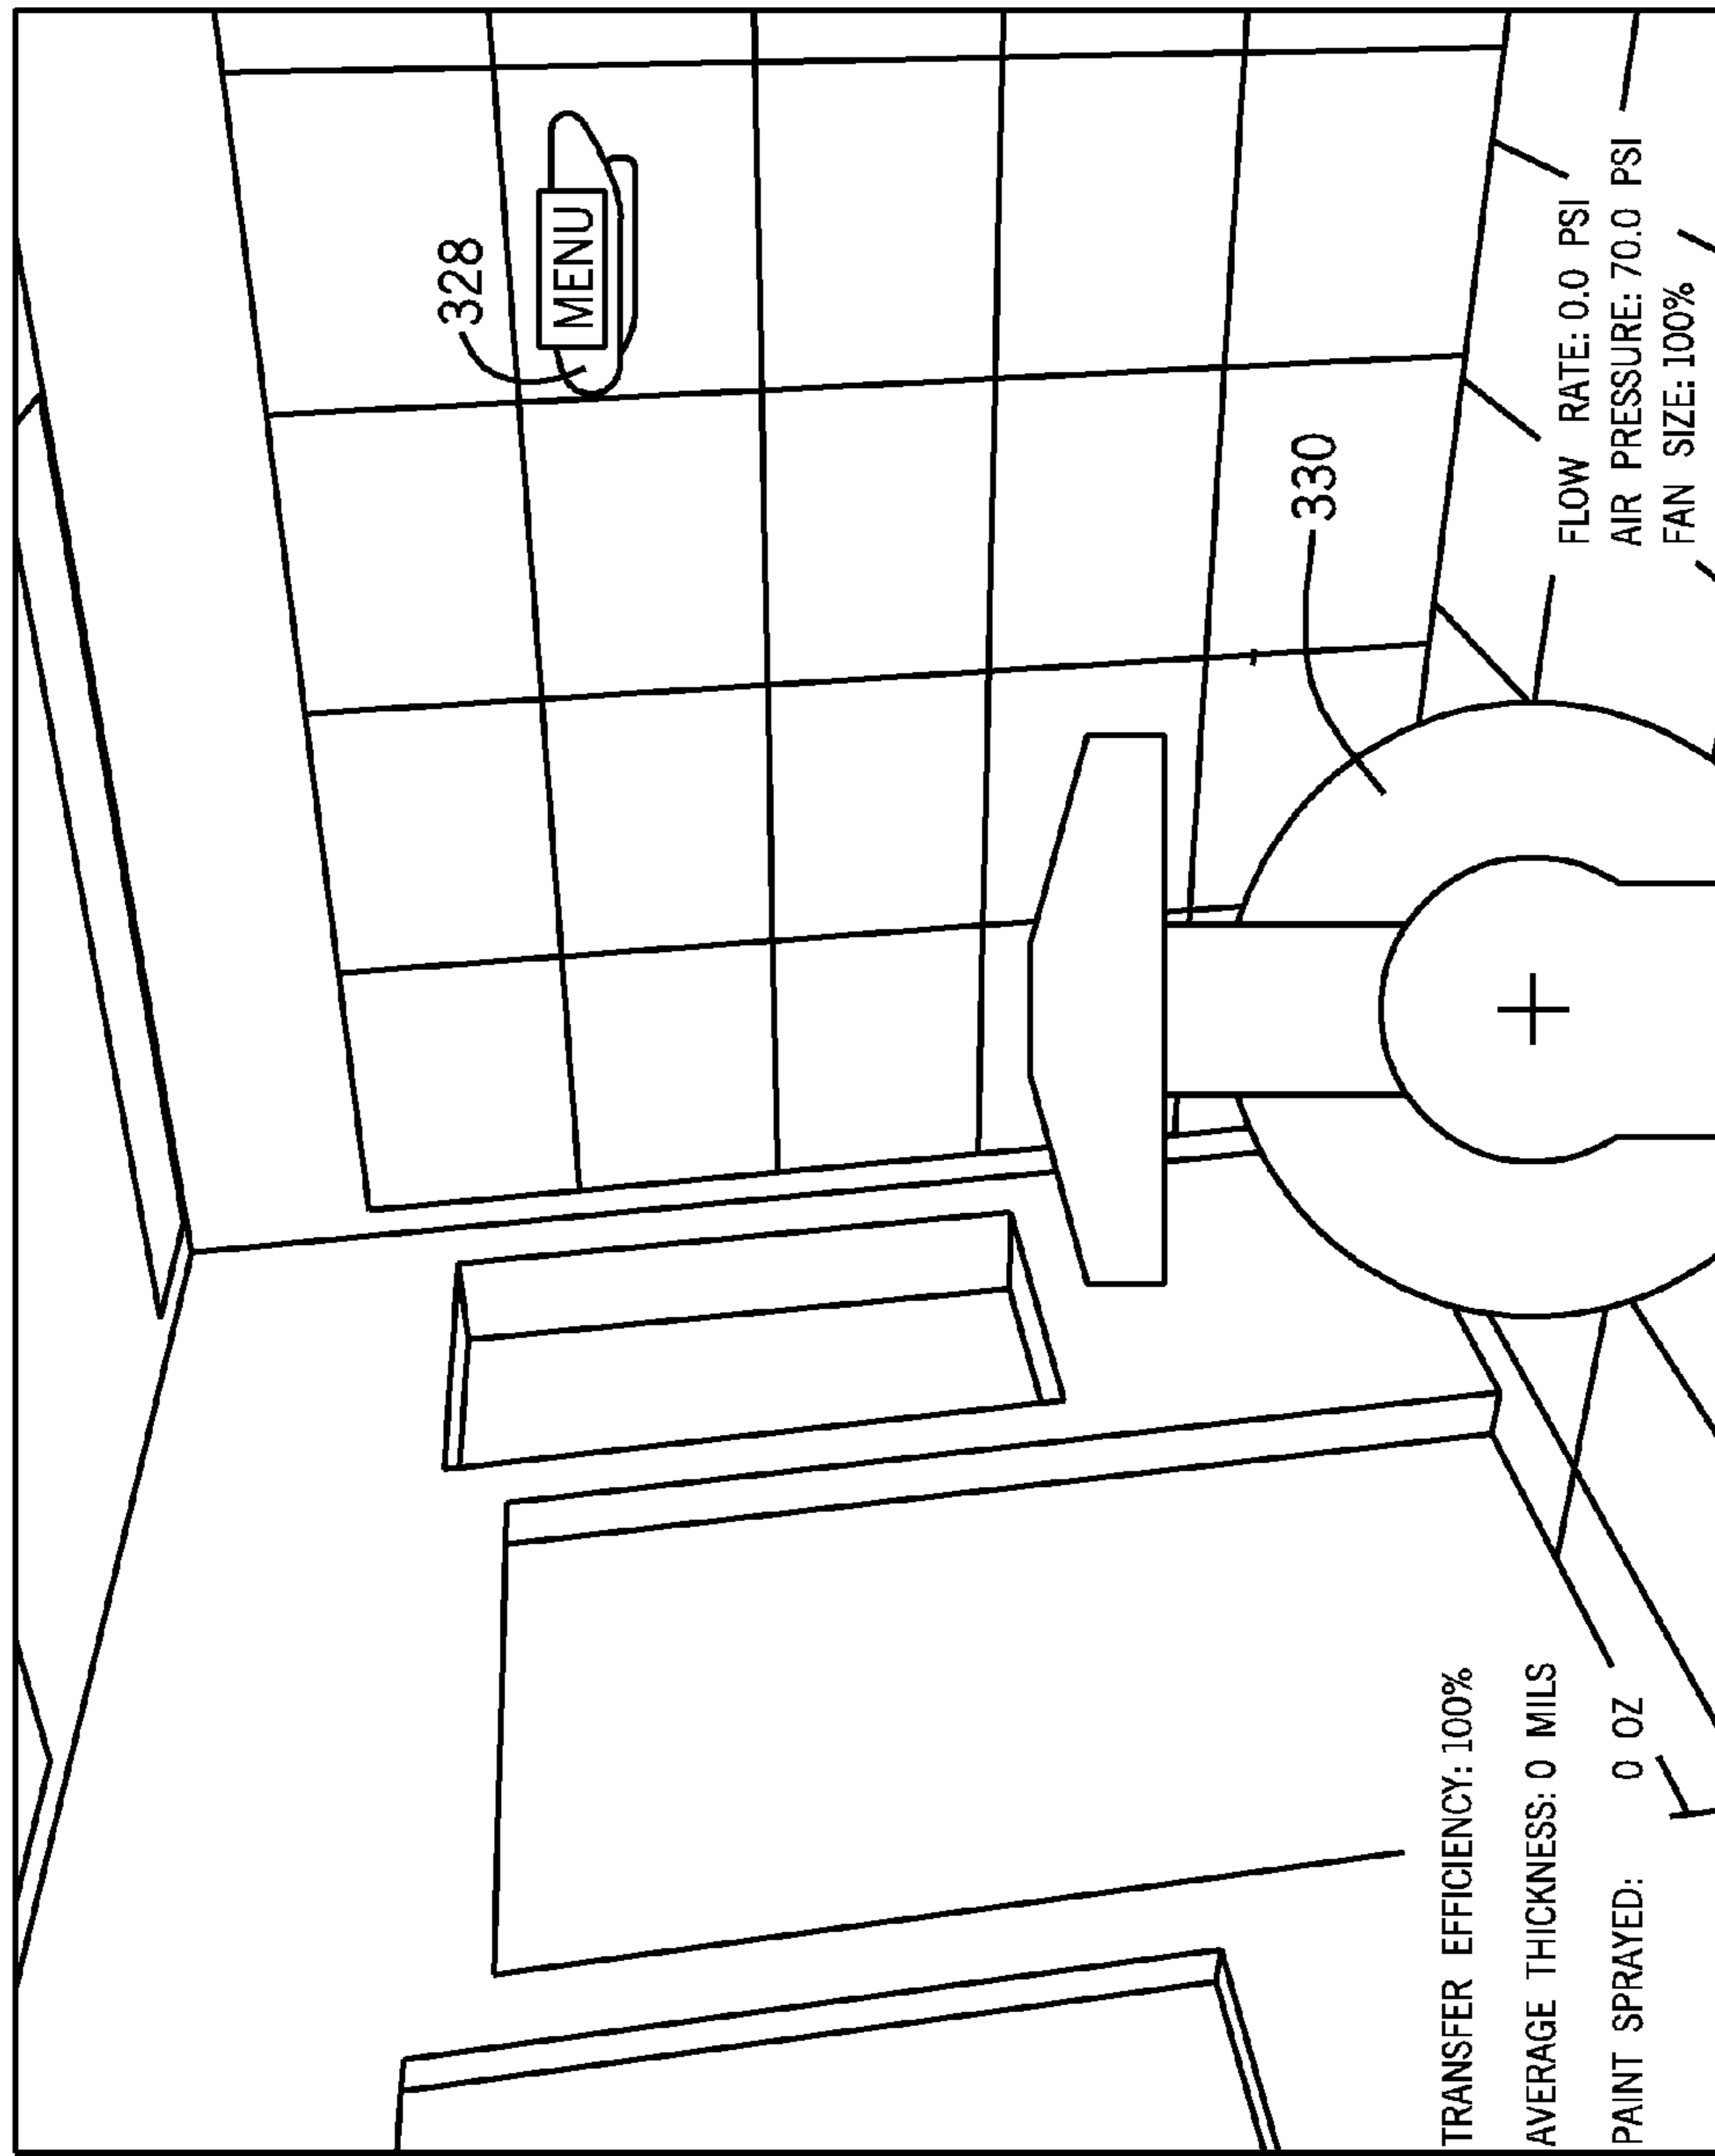 328
MENU
330
TRANSFER EFFICIENCY: 100%
AVERAGE THICKNESS: 0 MILS
PAINT SPRAYED: 0 OZ
FLOW RATE: 0.0 PSI
AIR PRESSURE: 70.0 PSI
FAN SIZE: 100%